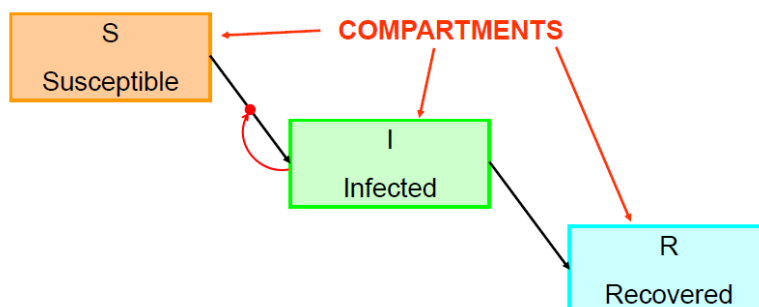 S
Susceptible
COMPARTMENTS
I
Infected
R
Recovered